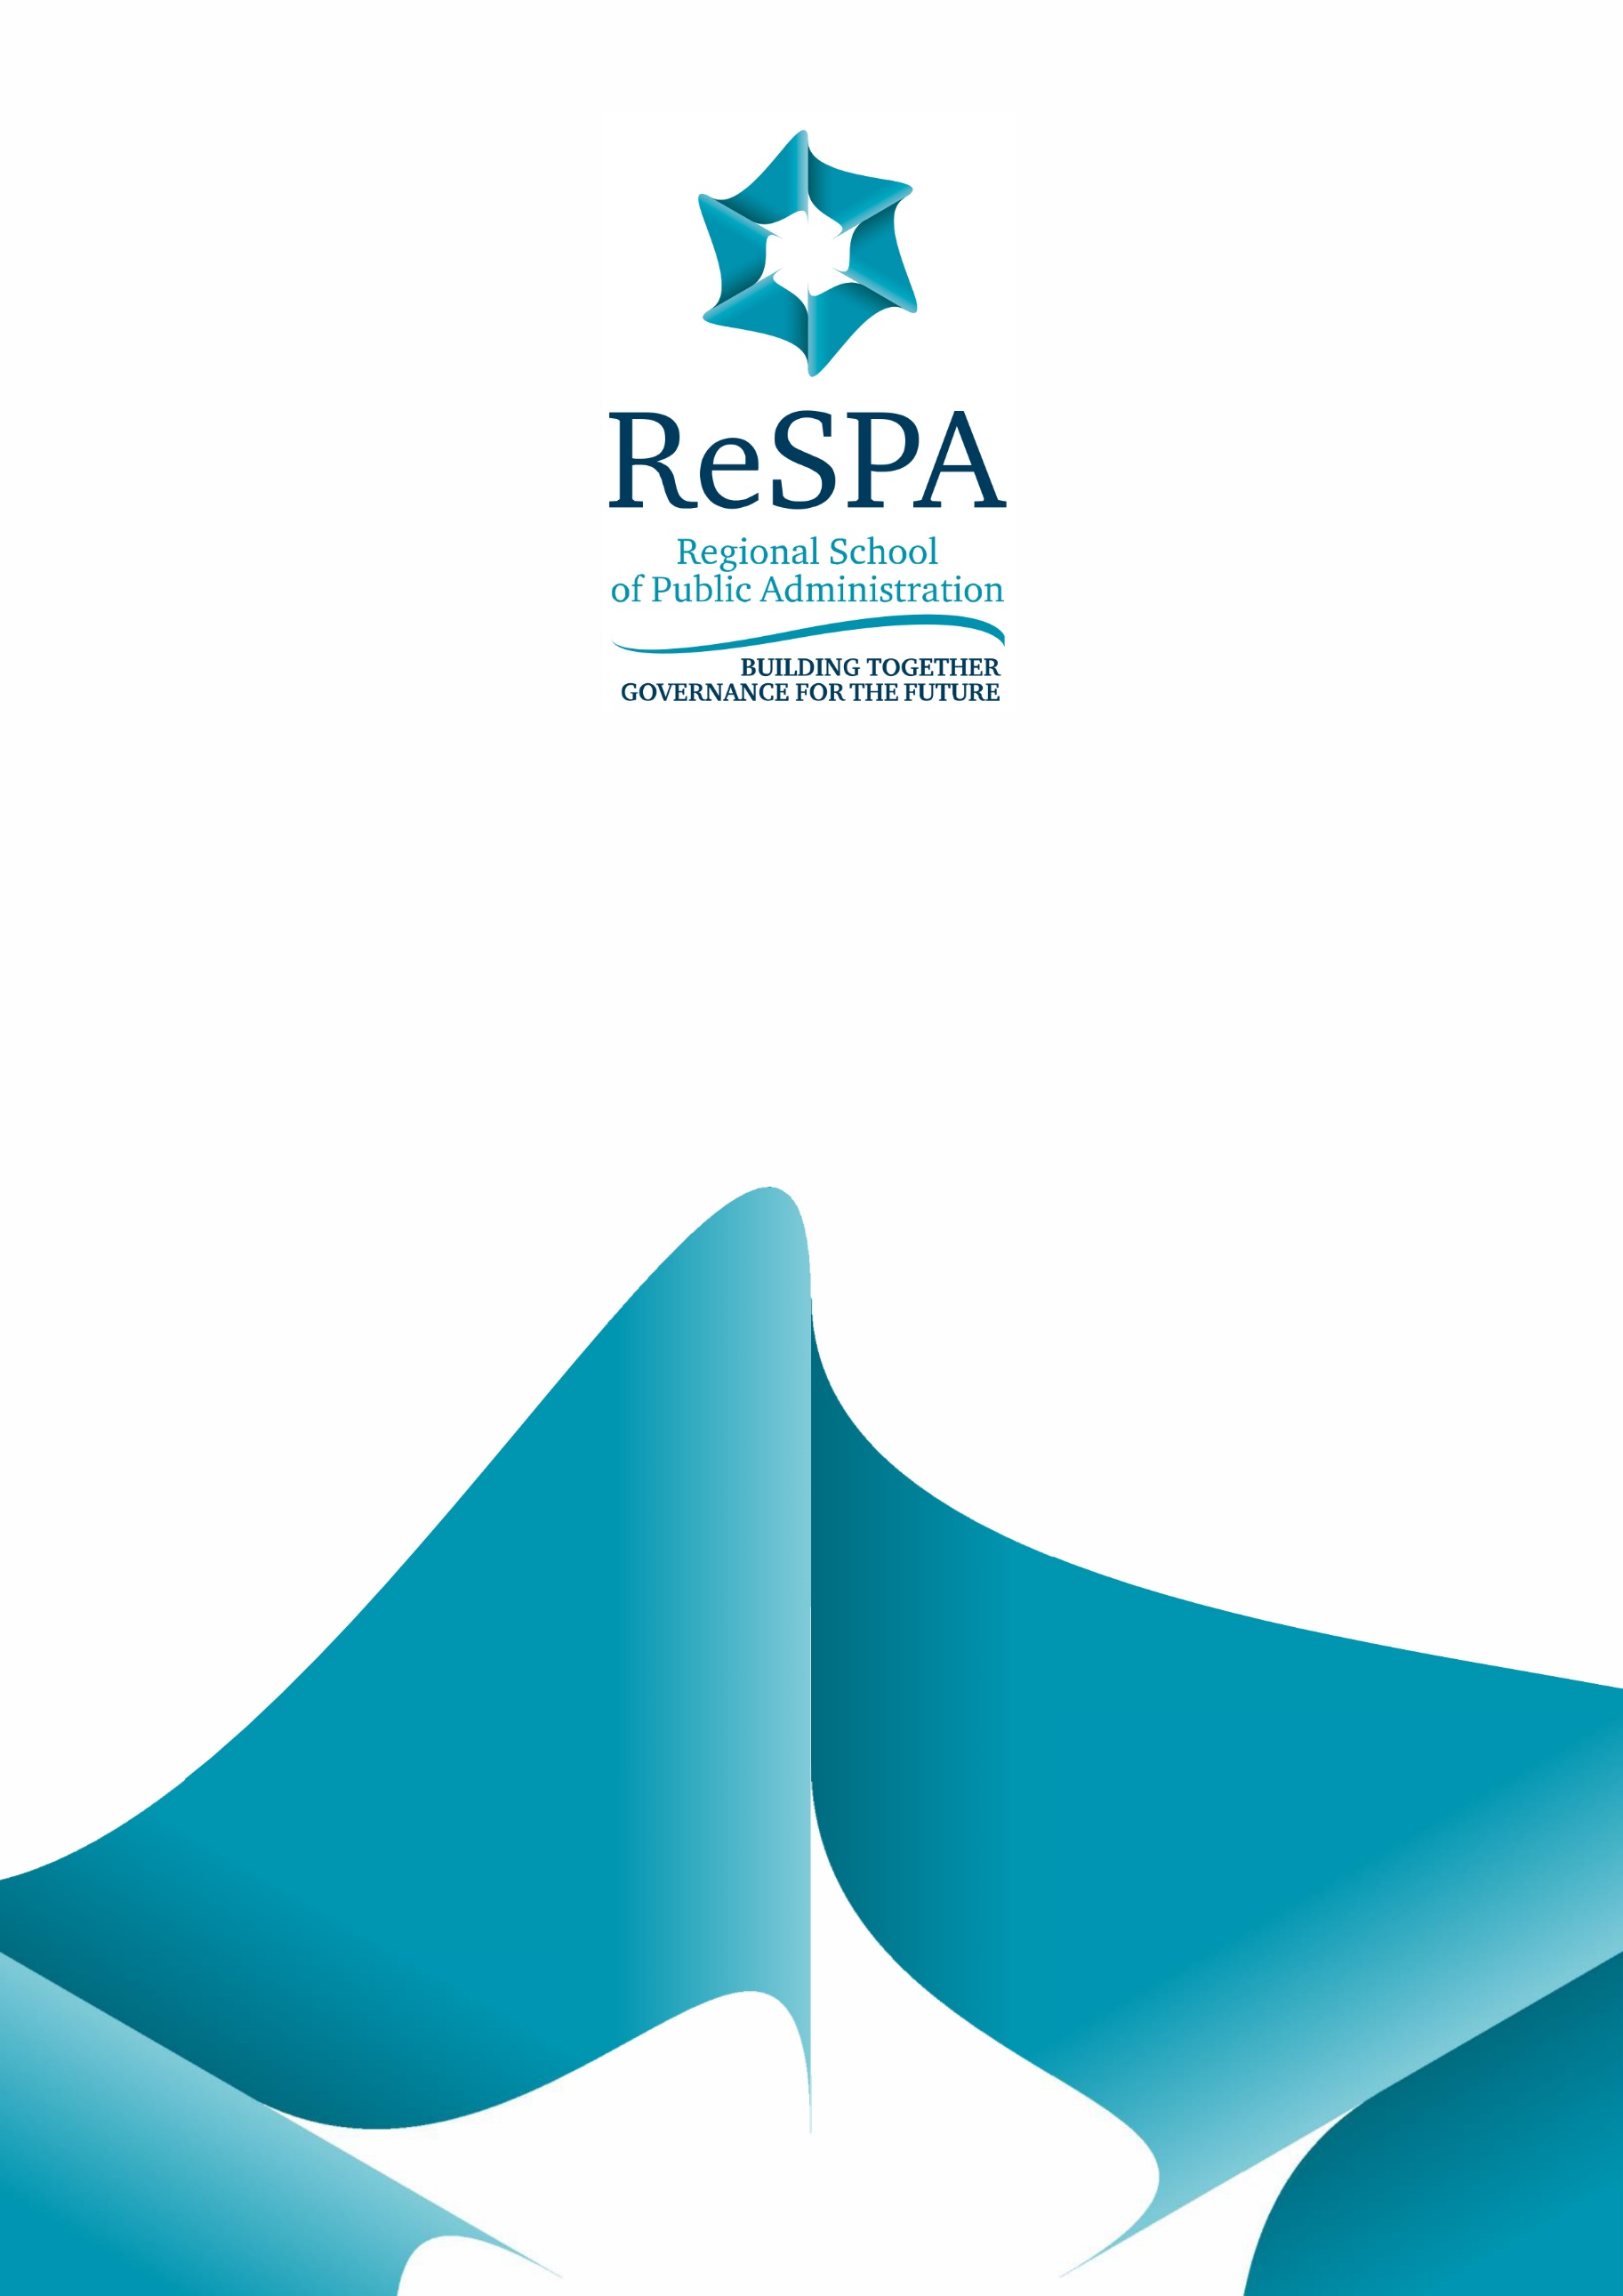 ReSPA
Regional School
of Public Administration
BUILDING TOGETHER
GOVERNANCE FOR THE FUTURE